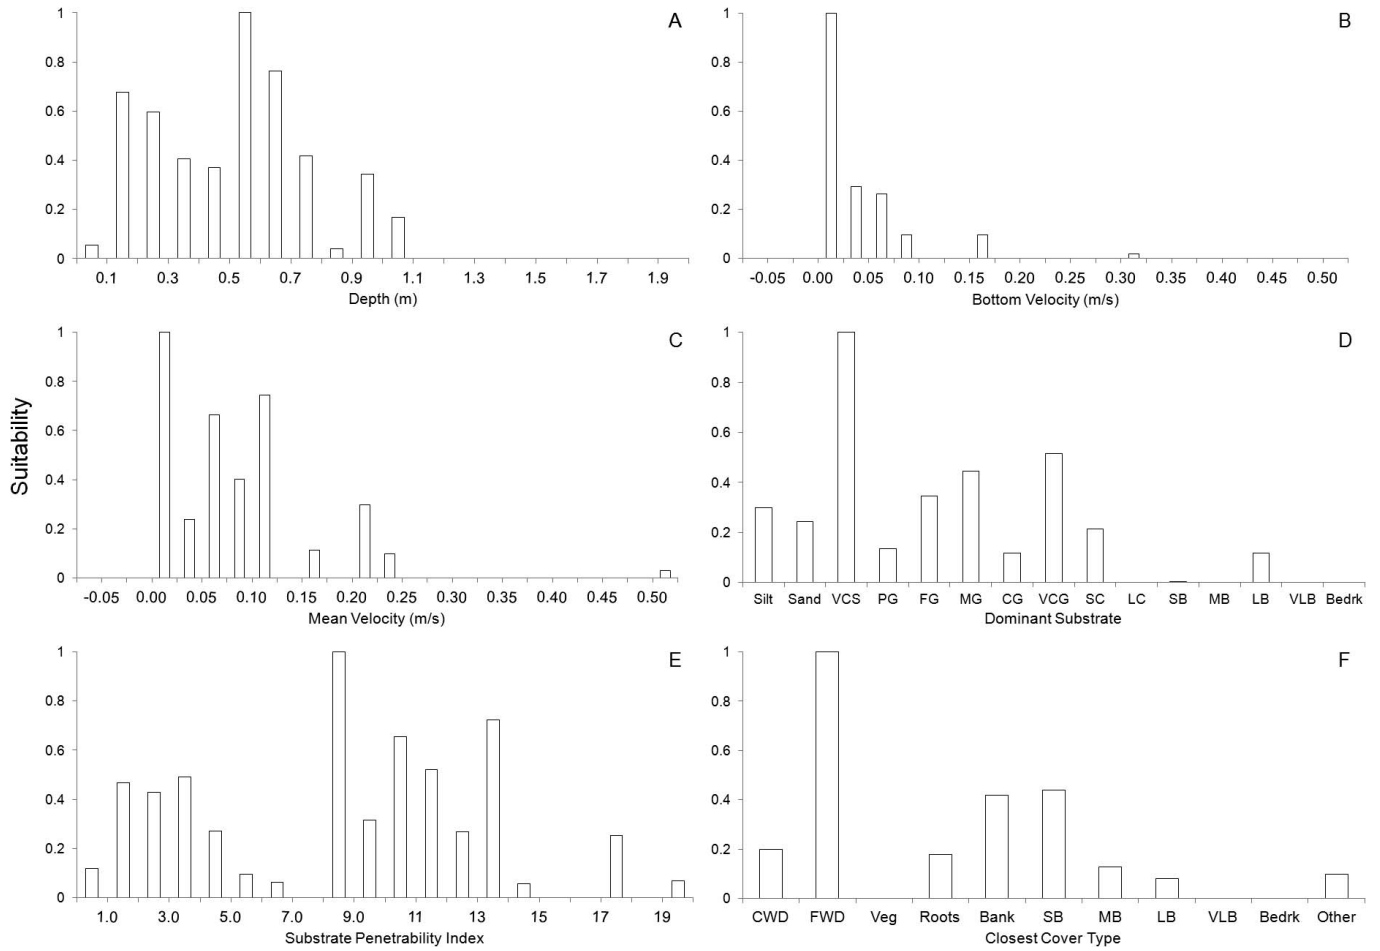 A
1
0.8
0.6
0.4
0.2
0
0.1 0.3 0.5 0.7 0.9 1.1 1.3 1.5 1.7 1.9
Depth (m)
B
1
0.8
0.6
0.4
0.2
0
-0.05 0.00 0.05 0.10 0.15 0.20 0.25 0.30 0.35 0.40 0.45 0.50
Bottom Velocity (m/s)
Suitability
C
1
0.8
0.6
0.4
0.2
0
-0.05 0.00 0.05 0.10 0.15 0.20 0.25 0.30 0.35 0.40 0.45 0.50
Mean Velocity (m/s)
D
1
0.8
0.6
0.4
0.2
0
Silt Sand VCS PG FG MG CG VCG SC LC SB MB LB VLB Bedrk
Dominant Substrate
E
1
0.8
0.6
0.4
0.2
0
1.0 3.0 5.0 7.0 9.0 11 13 15 17 19
Substrate Penetrability Index
F
1
0.8
0.6
0.4
0.2
0
CWD FWD Veg Roots Bank SB MB LB VLB Bedrk Other
Closest Cover Type